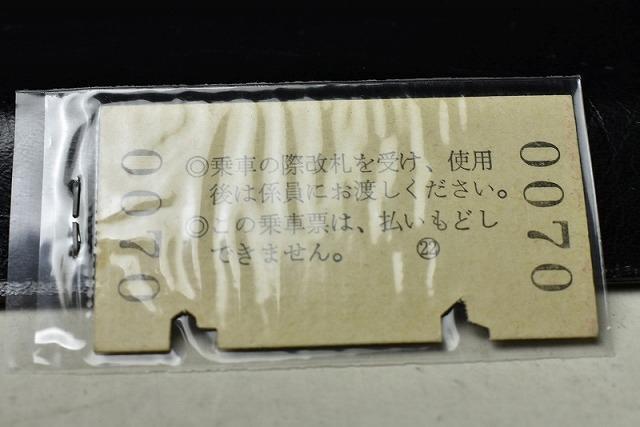 0070
◎乗車の際改札を受け、使用
後は係員にお渡しください。
◎この乗車票は、払いもどし
できません。 ㉒
0070